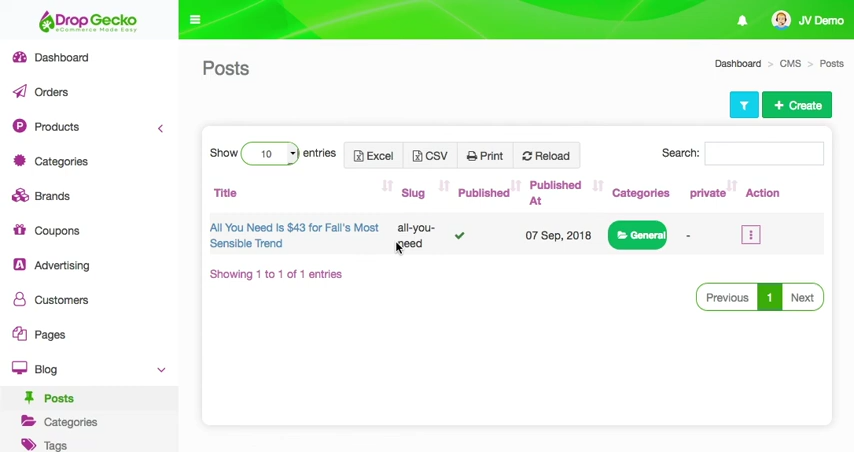 Drop Gecko
eCommerce Made Easy
JV Demo
Dashboard
Orders
Products
Categories
Brands
Coupons
Advertising
Customers
Pages
Blog
Posts
Categories
Tags
Posts
Dashboard > CMS > Posts
Create
Show 10 entries
Excel
CSV
Print
Reload
Search:
Title
Slug
Published
Published
At
Categories
private
Action
All You Need Is $43 for Fall's Most
Sensible Trend
all-you-
need
07 Sep, 2018
General
-
Showing 1 to 1 of 1 entries
Previous
1
Next